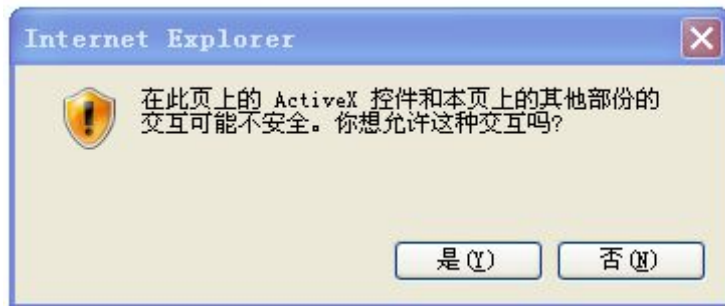 Internet Explorer
在此页上的 ActiveX 控件和本页上的其他部份的
交互可能不安全。你想允许这种交互吗?
是(Y)
否(N)